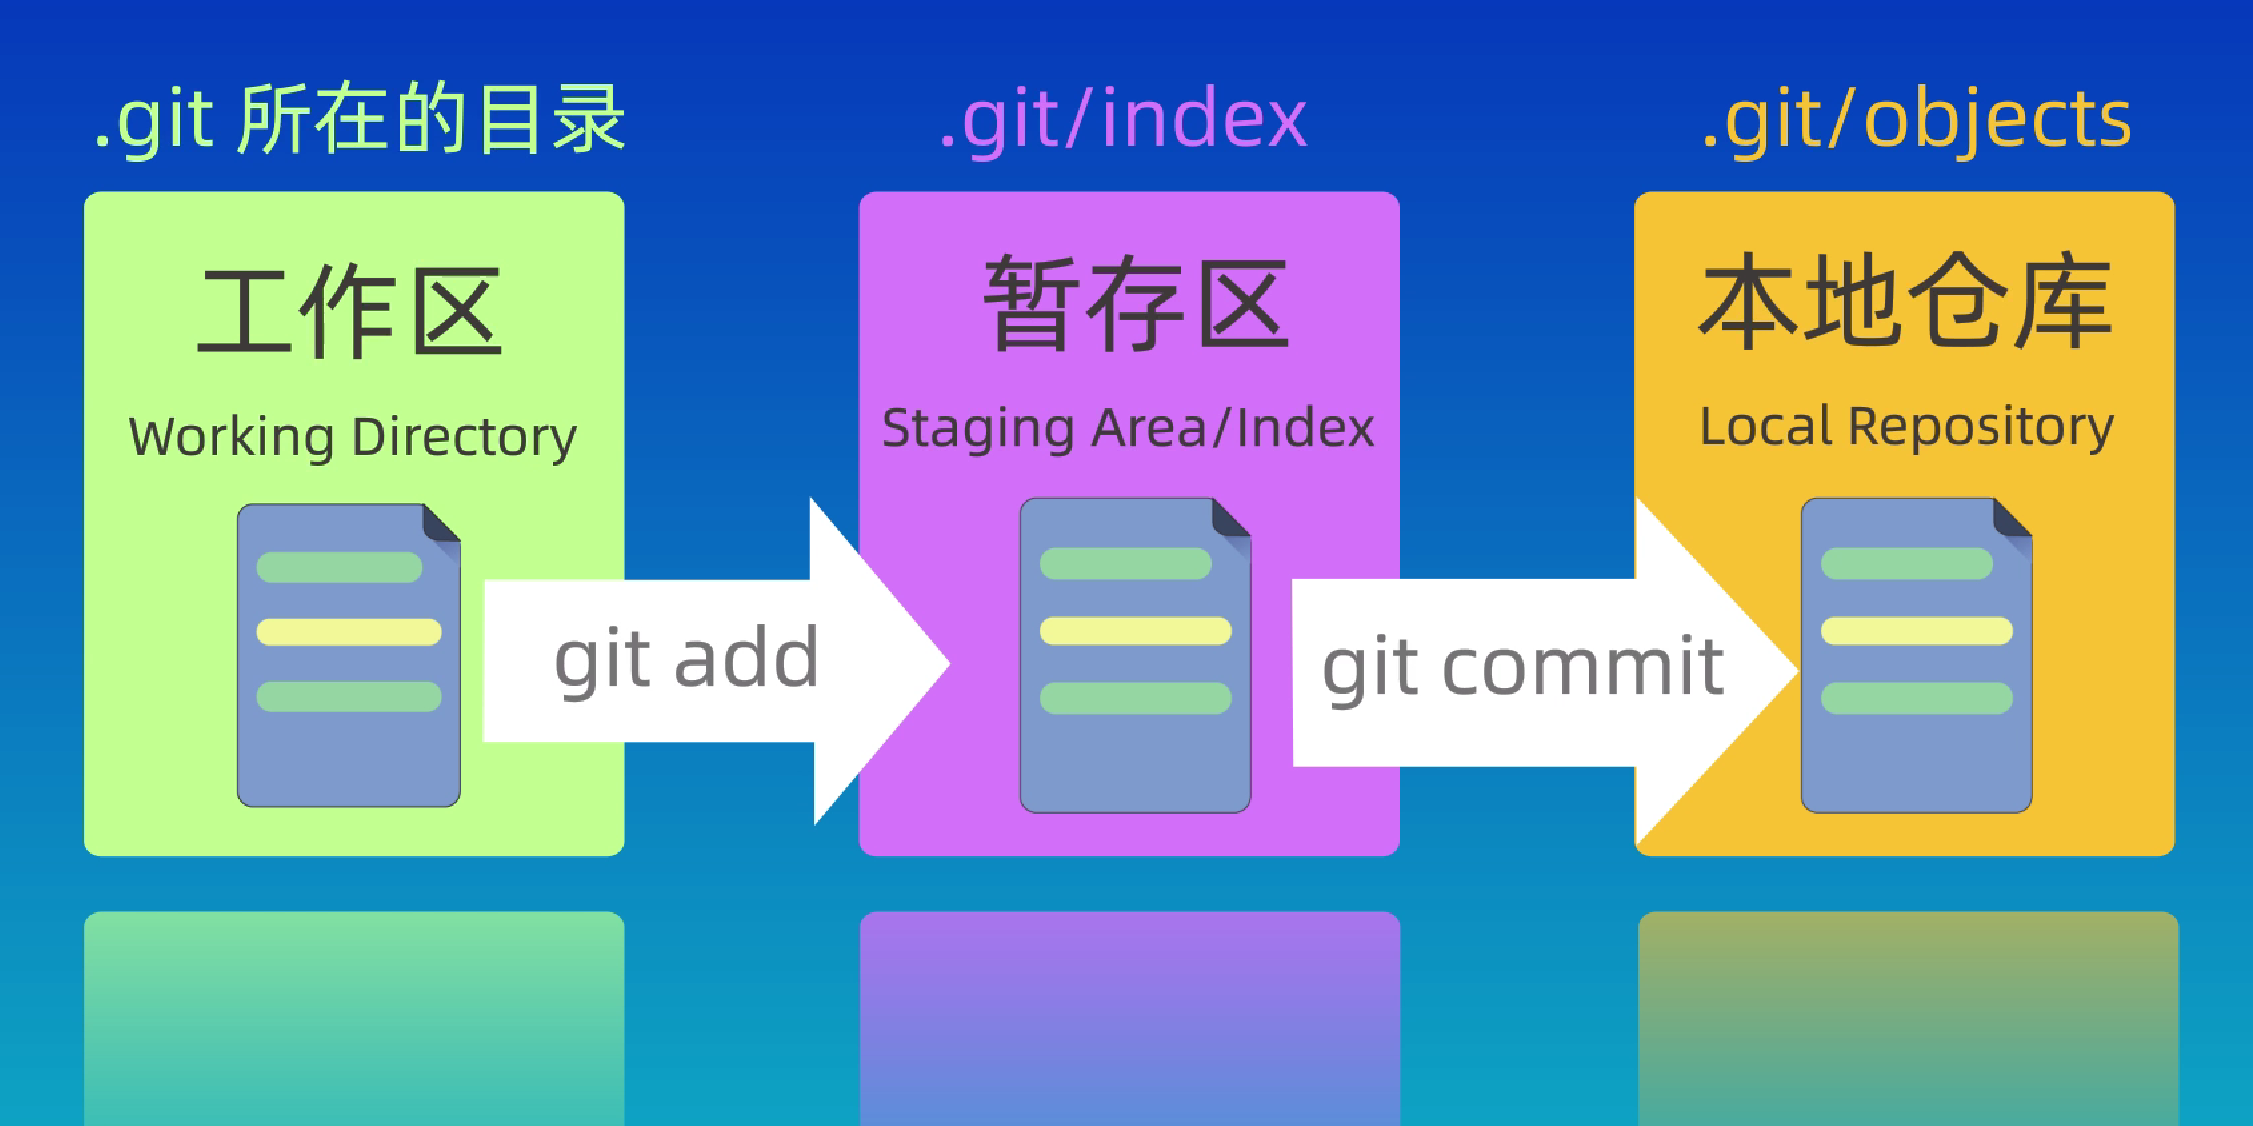 .git 所在的目录
.git/index
.git/objects
工作区
Working Directory
暂存区
Staging Area/Index
本地仓库
Local Repository
git add
git commit